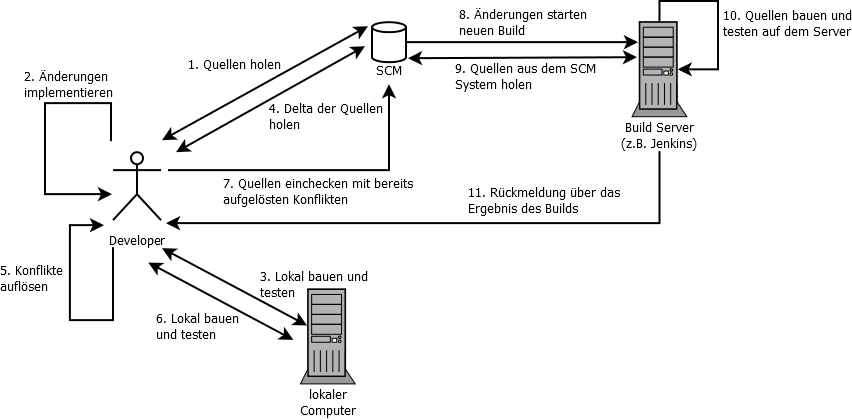 8. Änderungen starten
neuen Build
10. Quellen bauen und
testen auf dem Server
1. Quellen holen
SCM
9. Quellen aus dem SCM
System holen
2. Änderungen
implementieren
4. Delta der Quellen
holen
Build Server
(z.B. Jenkins)
7. Quellen einchecken mit bereits
aufgelösten Konflikten
11. Rückmeldung über das
Ergebnis des Builds
Developer
5. Konflikte
auflösen
3. Lokal bauen und
testen
6. Lokal bauen
und testen
lokaler
Computer